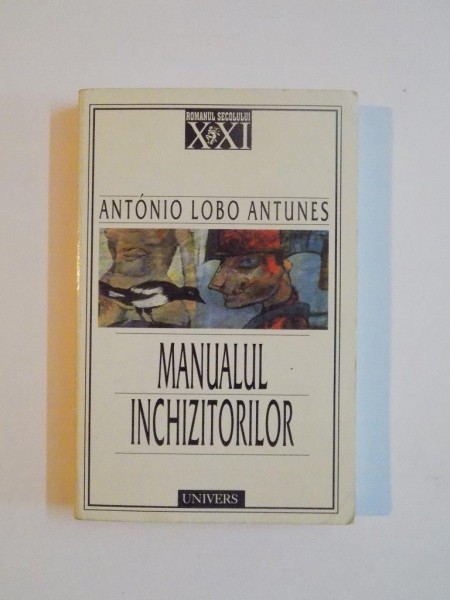 ROMANUL SECOLULUI
XXI
ANTÓNIO LOBO ANTUNES
MANUALUL
INCHIZITORILOR
UNIVERS